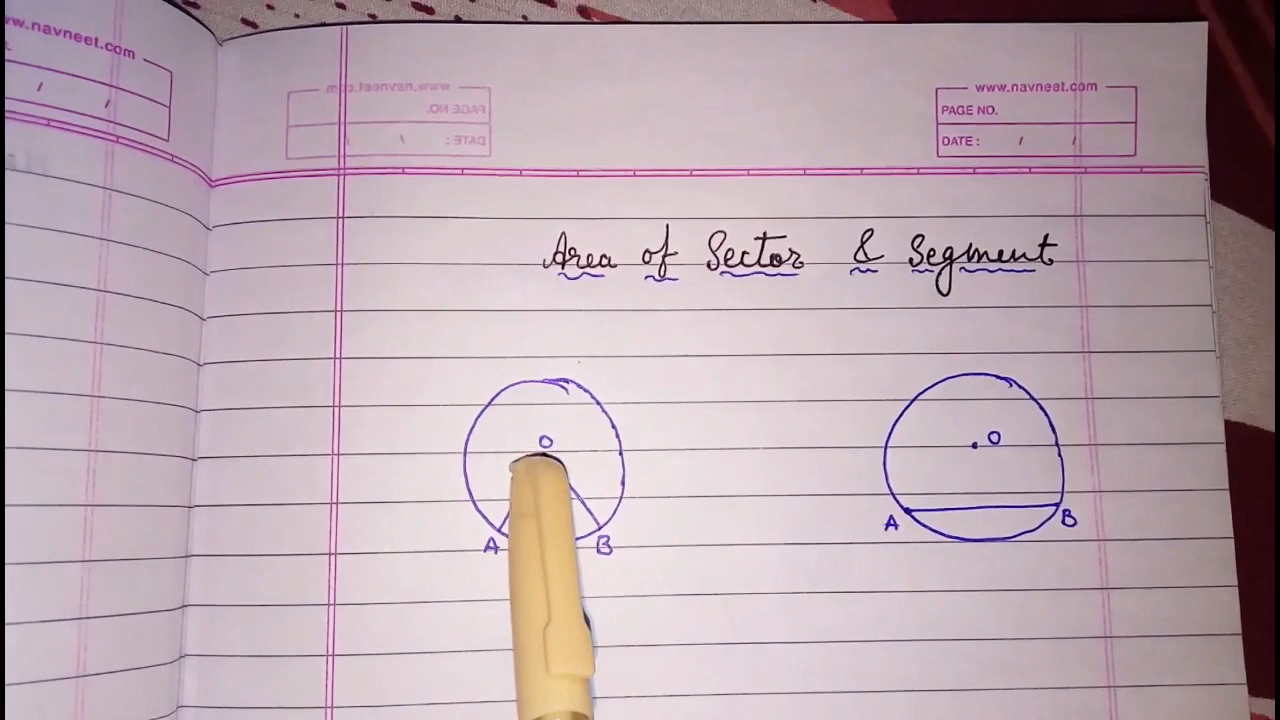 www.navneet.com
www.navneet.com
PAGE NO.
DATE : / /
Area of Sector & Segment
O
A B
O
A B